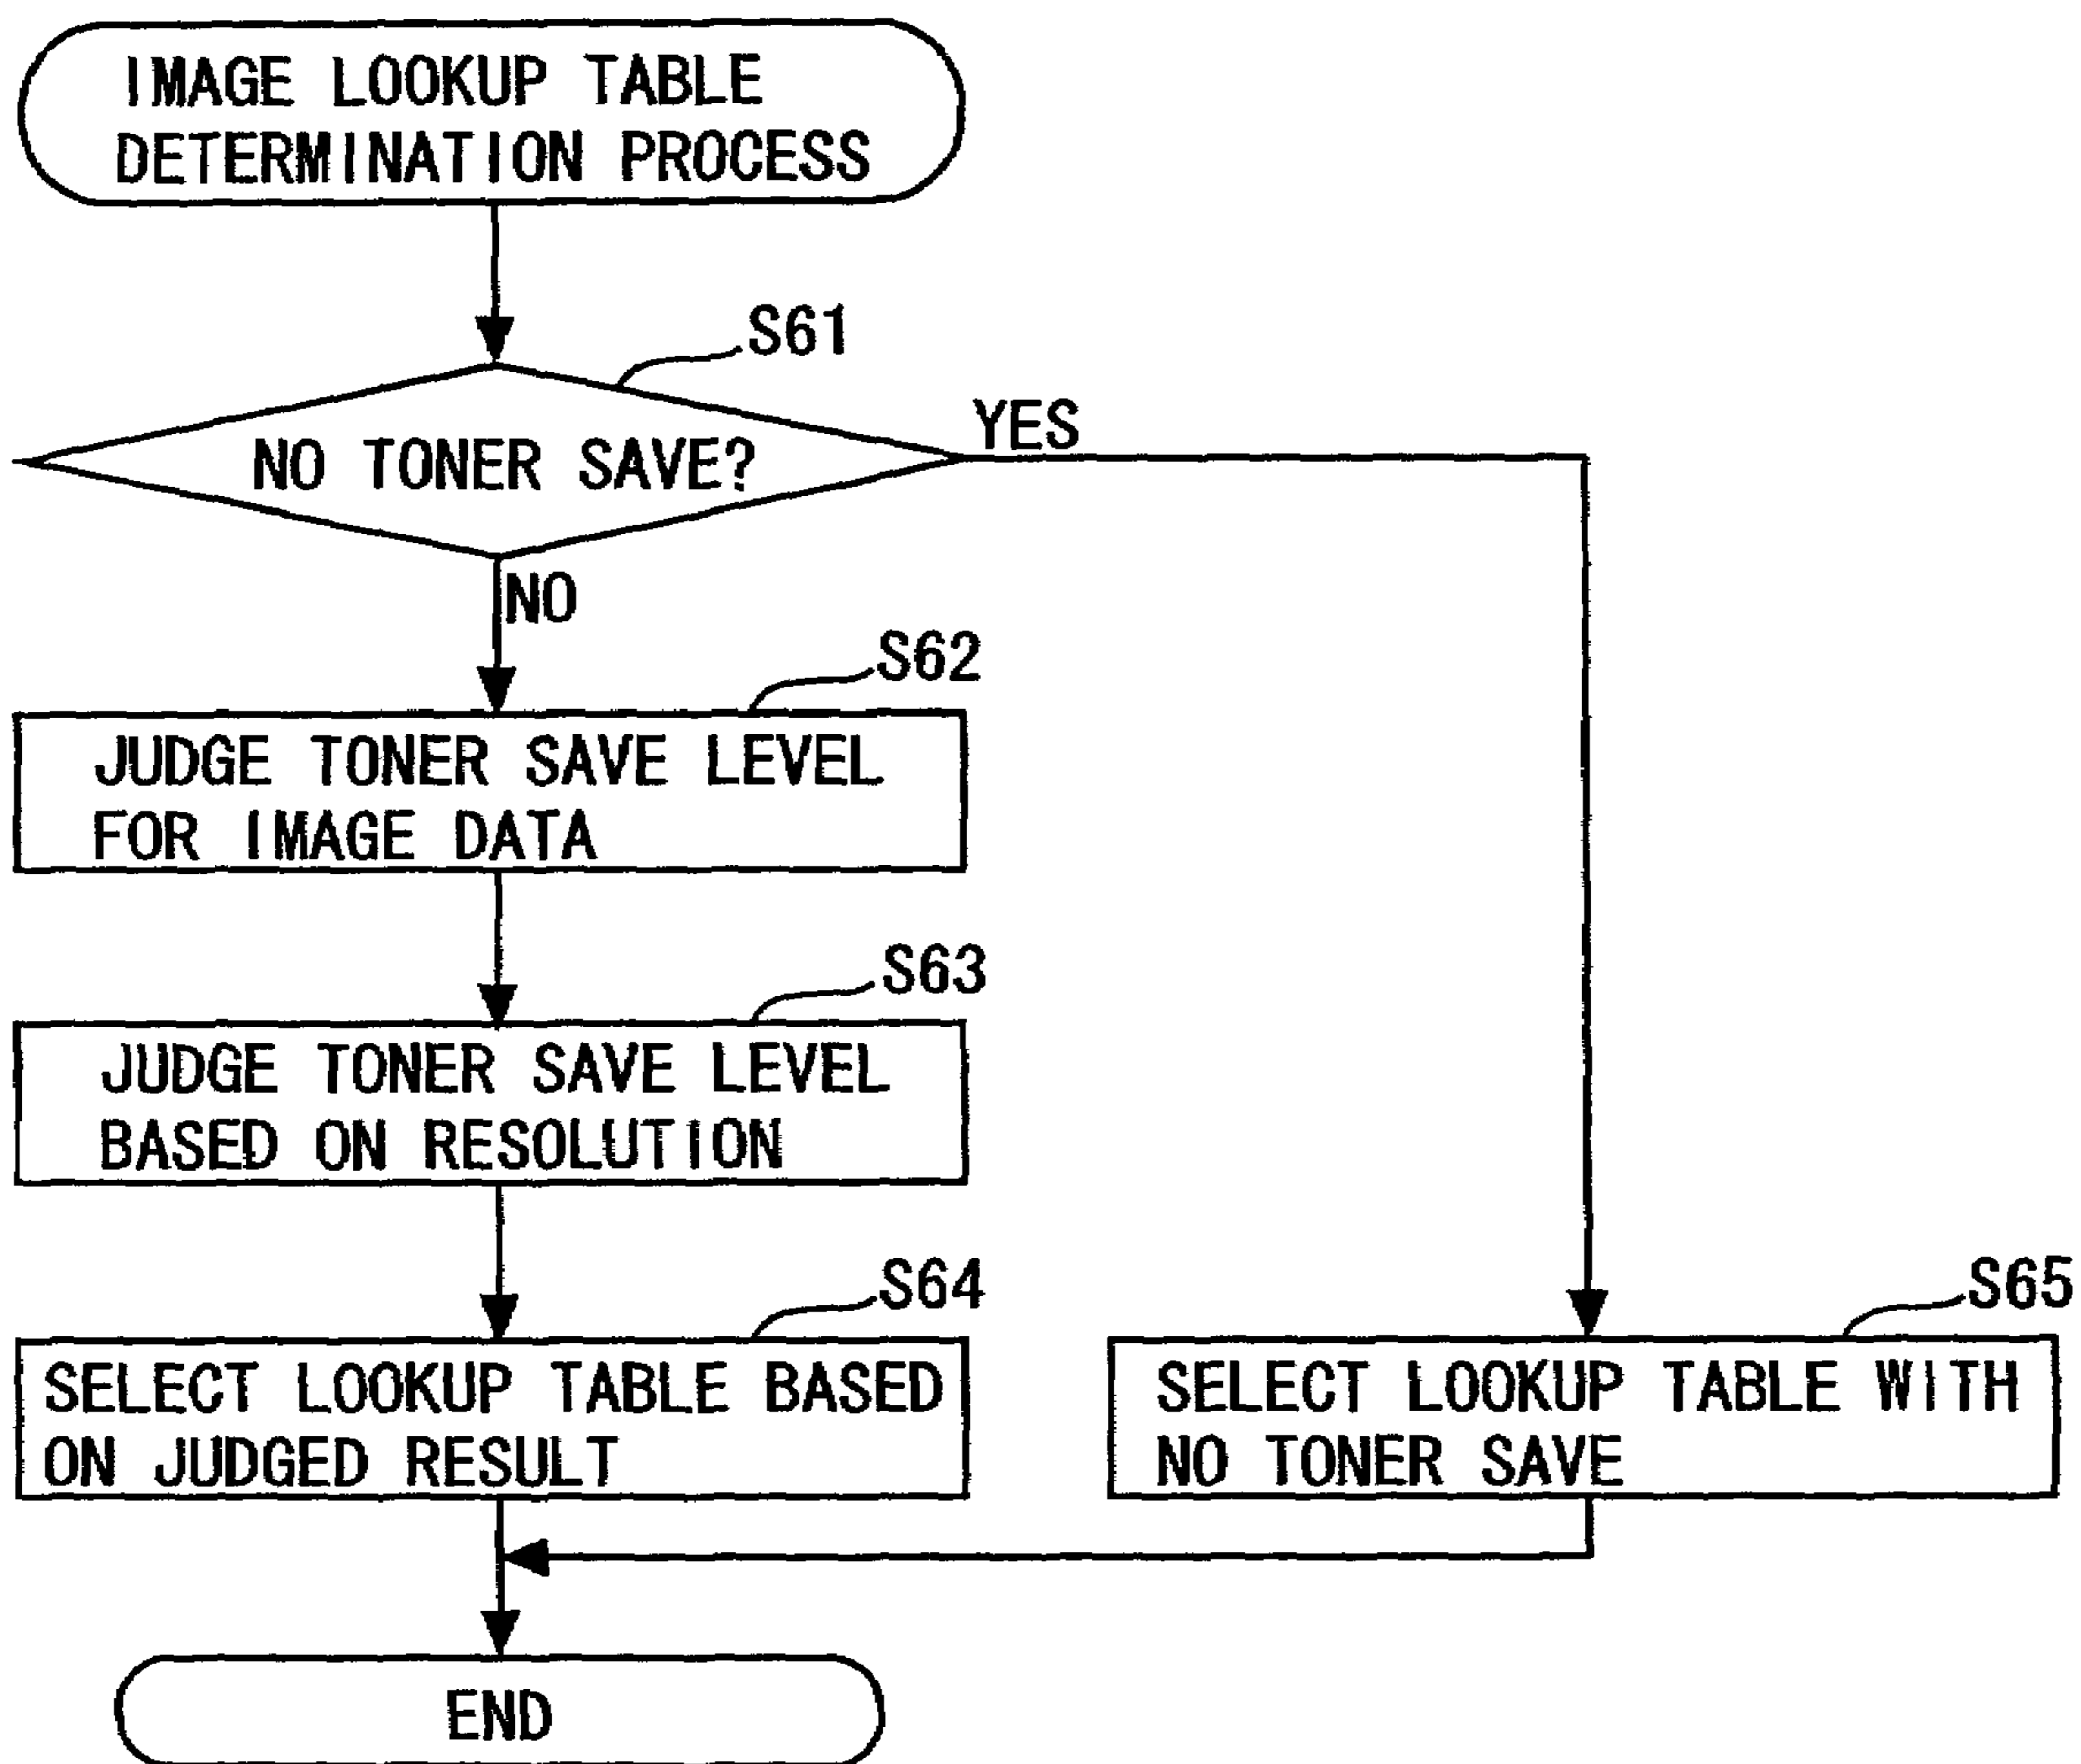 IMAGE LOOKUP TABLE
DETERMINATION PROCESS
S61
NO TONER SAVE?
YES
NO
S62
JUDGE TONER SAVE LEVEL
FOR IMAGE DATA
S63
JUDGE TONER SAVE LEVEL
BASED ON RESOLUTION
S64
SELECT LOOKUP TABLE BASED
ON JUDGED RESULT
S65
SELECT LOOKUP TABLE WITH
NO TONER SAVE
END